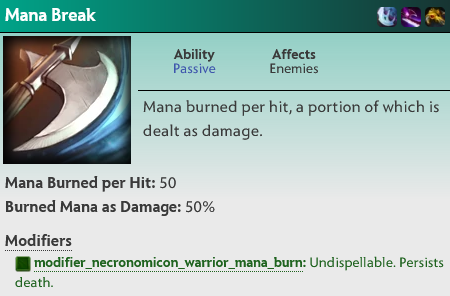 Mana Break
Ability
Passive
Affects
Enemies
Mana burned per hit, a portion of which is
dealt as damage.
Mana Burned per Hit: 50
Burned Mana as Damage: 50%
Modifiers
modifier_necronomicon_warrior_mana_burn: Undispellable. Persists
death.